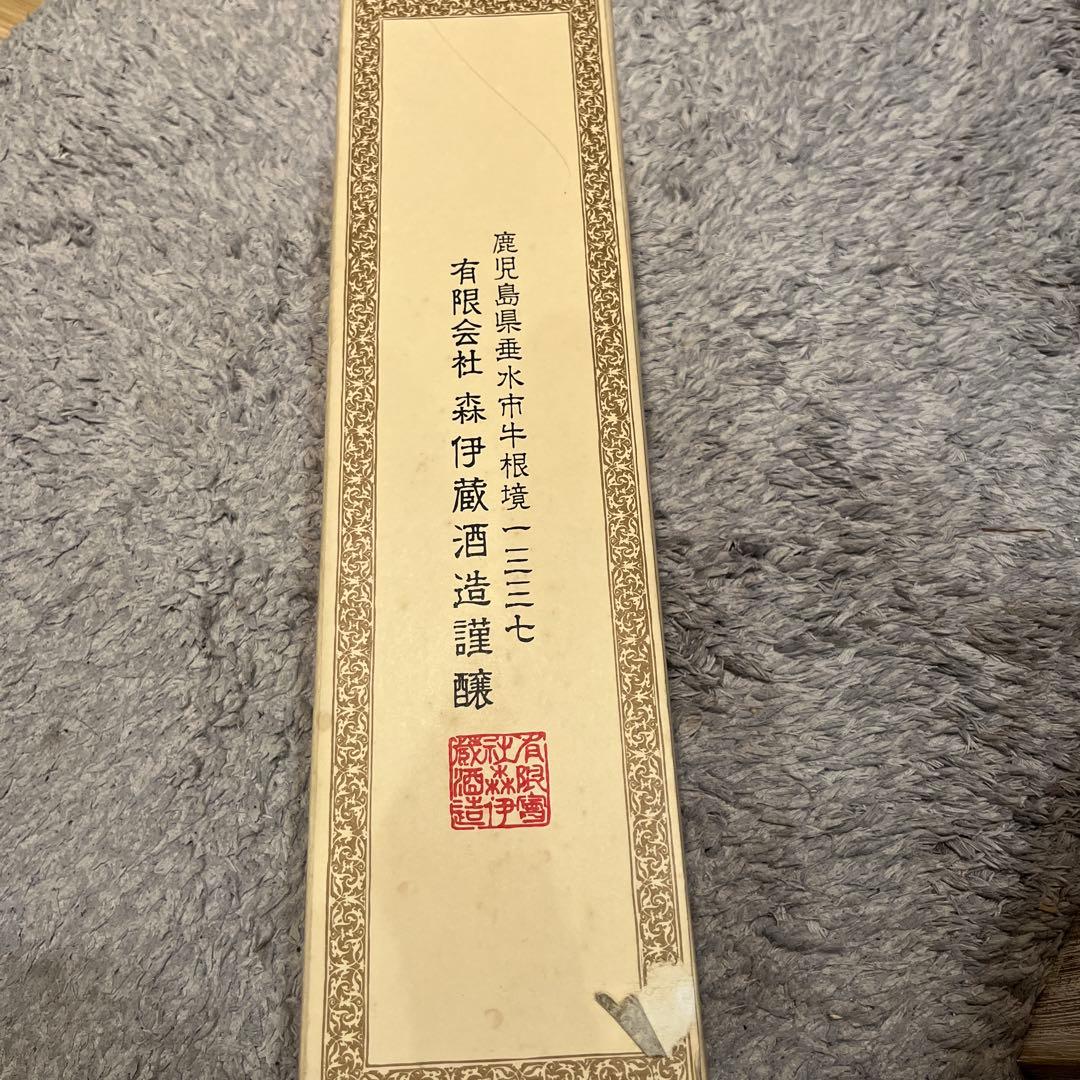 鹿児島県垂水市牛根境一三三七
有限会社 森伊蔵酒造謹醸
有限會
社森伊
蔵酒造